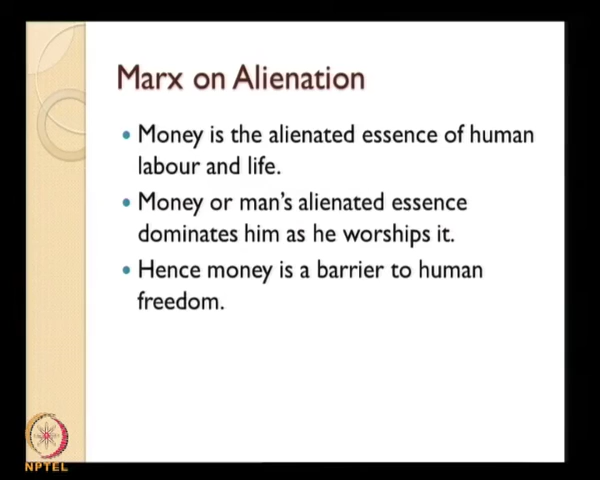 Marx on Alienation
• Money is the alienated essence of human
labour and life.
• Money or man's alienated essence
dominates him as he worships it.
• Hence money is a barrier to human
freedom.
NPTEL